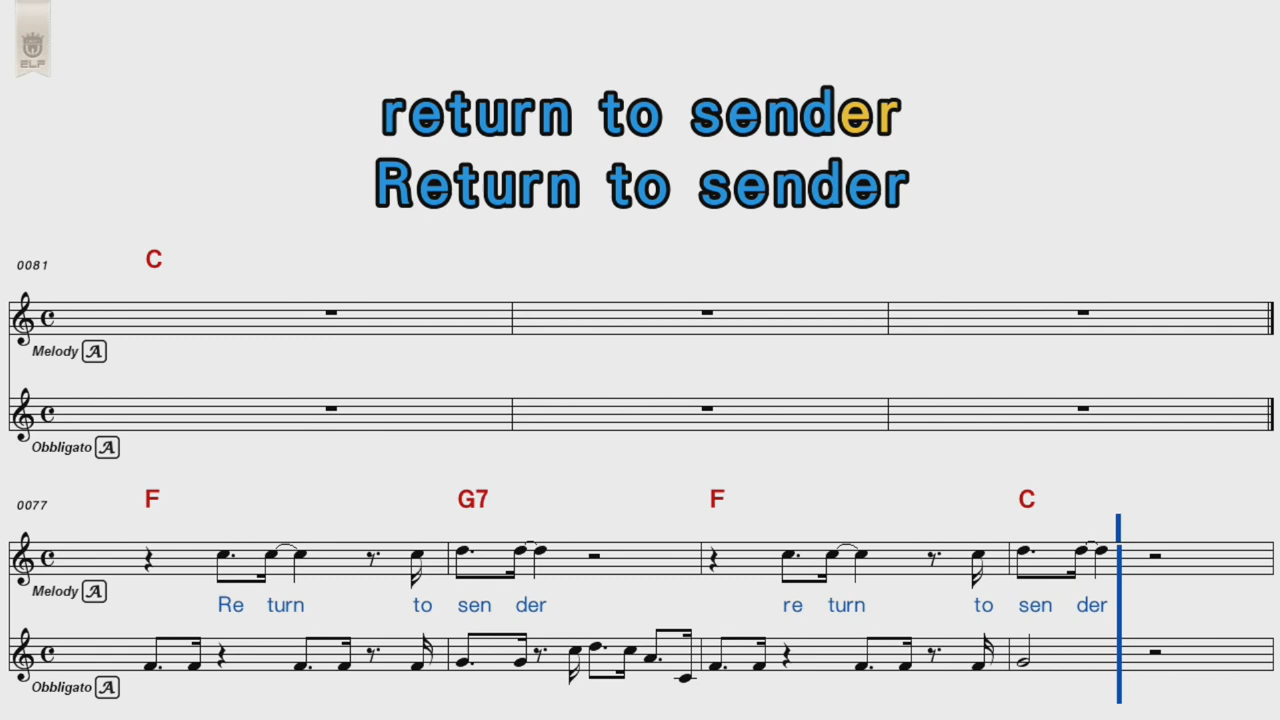 ELF
return to sender
Return to sender
0081
C
Melody A
Obbligato A
0077
F G7 F C
Melody A
Re turn to sen der re turn to sen der
Obbligato A